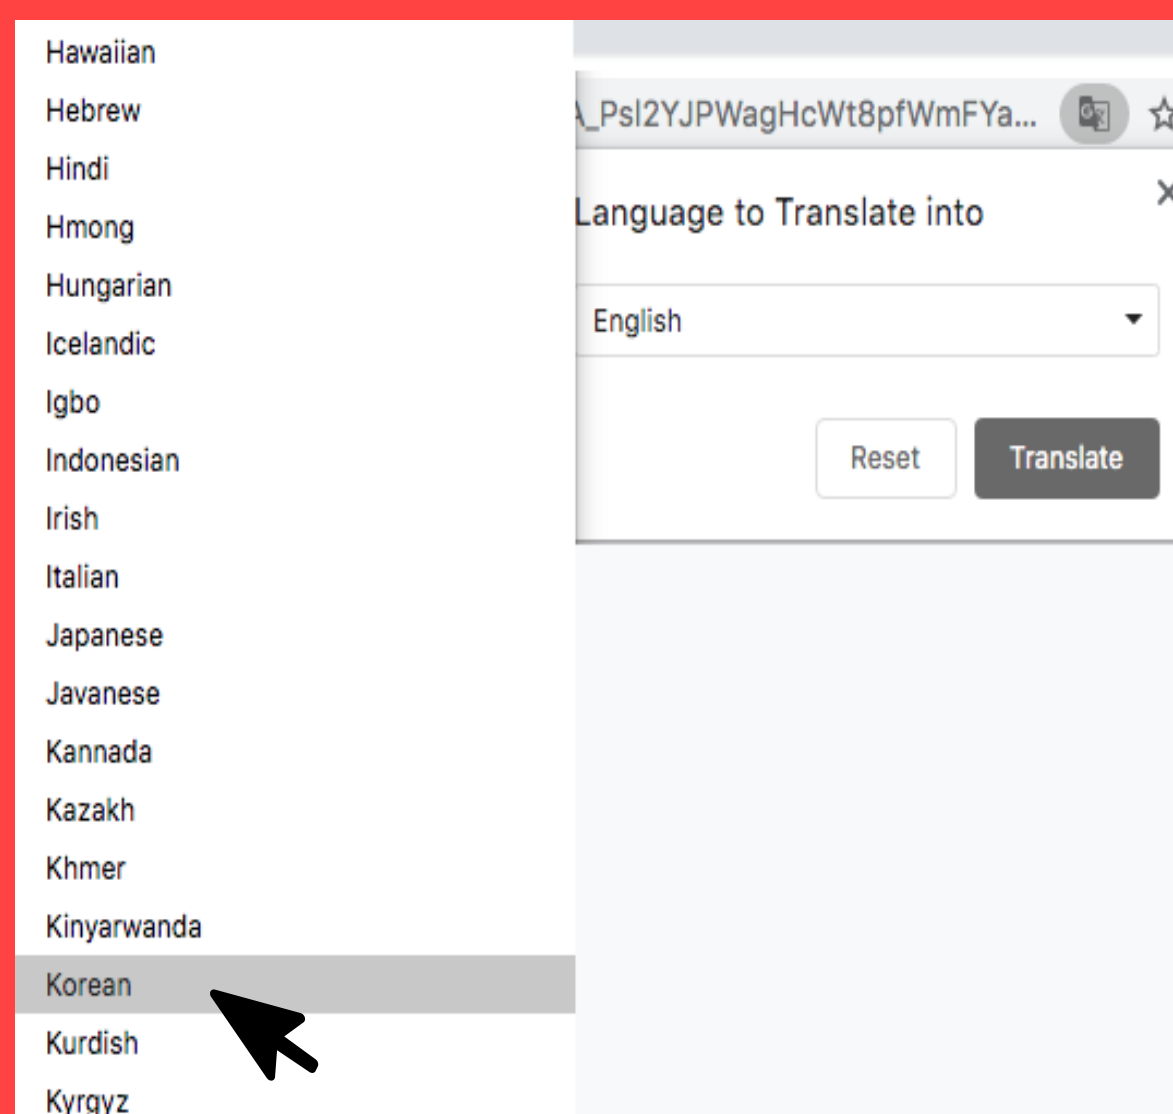 Hawaiian
Hebrew
Hindi
Hmong
Hungarian
Icelandic
Igbo
Indonesian
Irish
Italian
Japanese
Javanese
Kannada
Kazakh
Khmer
Kinyarwanda
Korean
Kurdish
Kyrgyz
_Psl2YJPWagHcWt8pfWmFYa...
Language to Translate into
English
Reset Translate